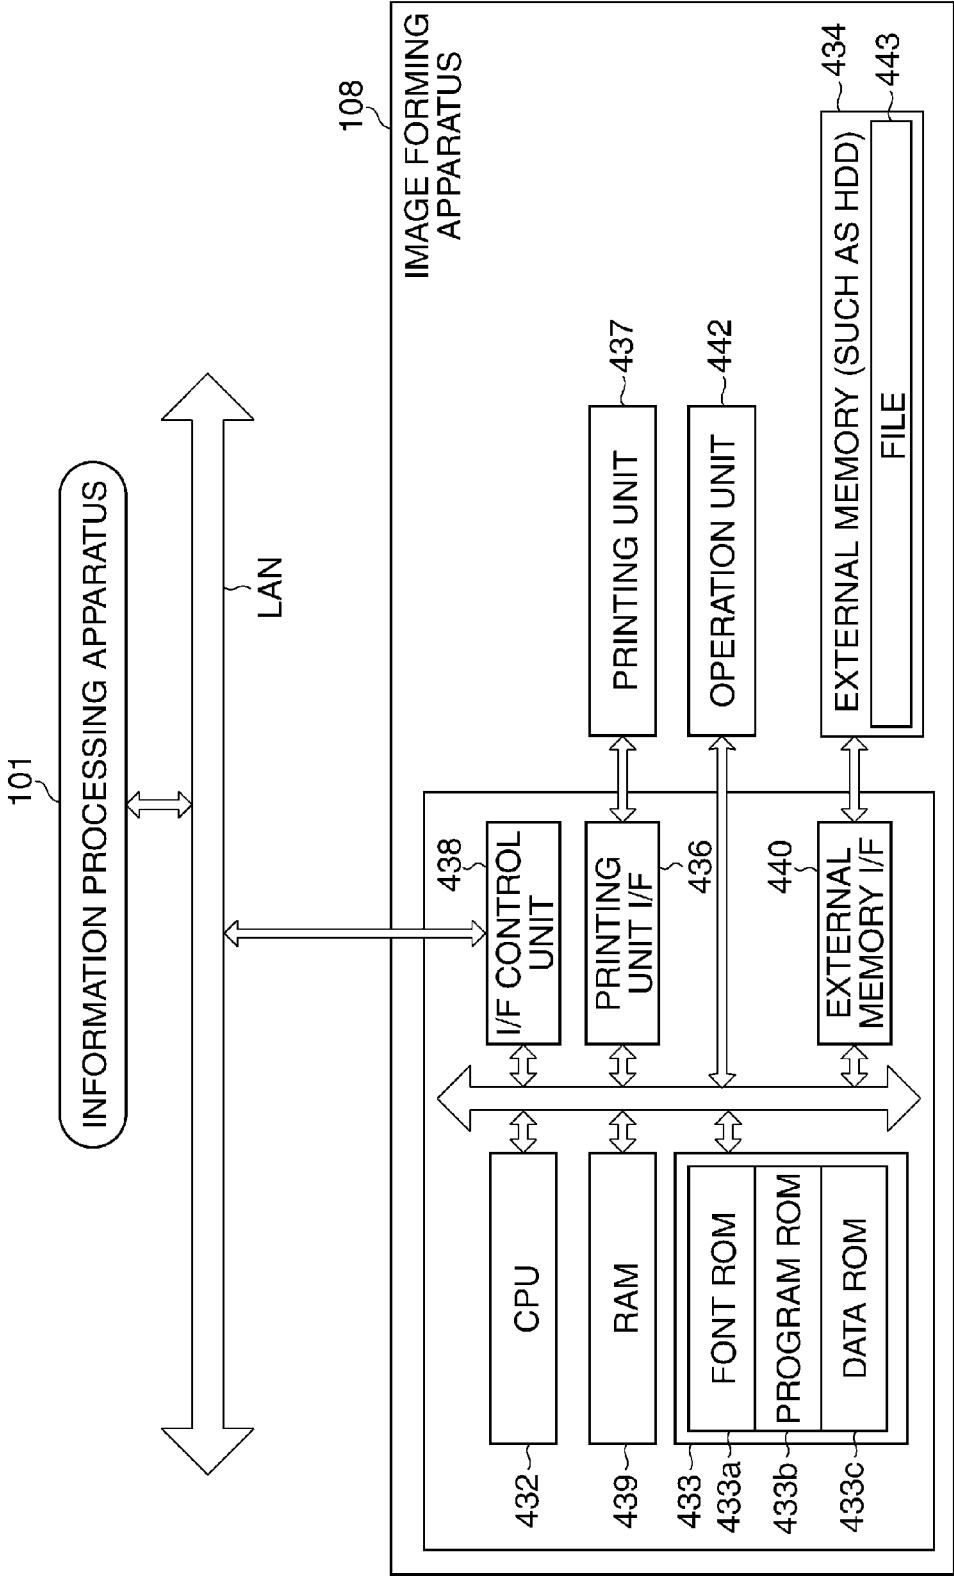 101
INFORMATION PROCESSING APPARATUS
LAN
108
IMAGE FORMING
APPARATUS
432
CPU
438
I/F CONTROL
UNIT
439
RAM
PRINTING
UNIT I/F
436
PRINTING UNIT
437
433
433a
FONT ROM
433b
PROGRAM ROM
433c
DATA ROM
OPERATION UNIT
442
440
EXTERNAL
MEMORY I/F
EXTERNAL MEMORY (SUCH AS HDD)
434
FILE
443